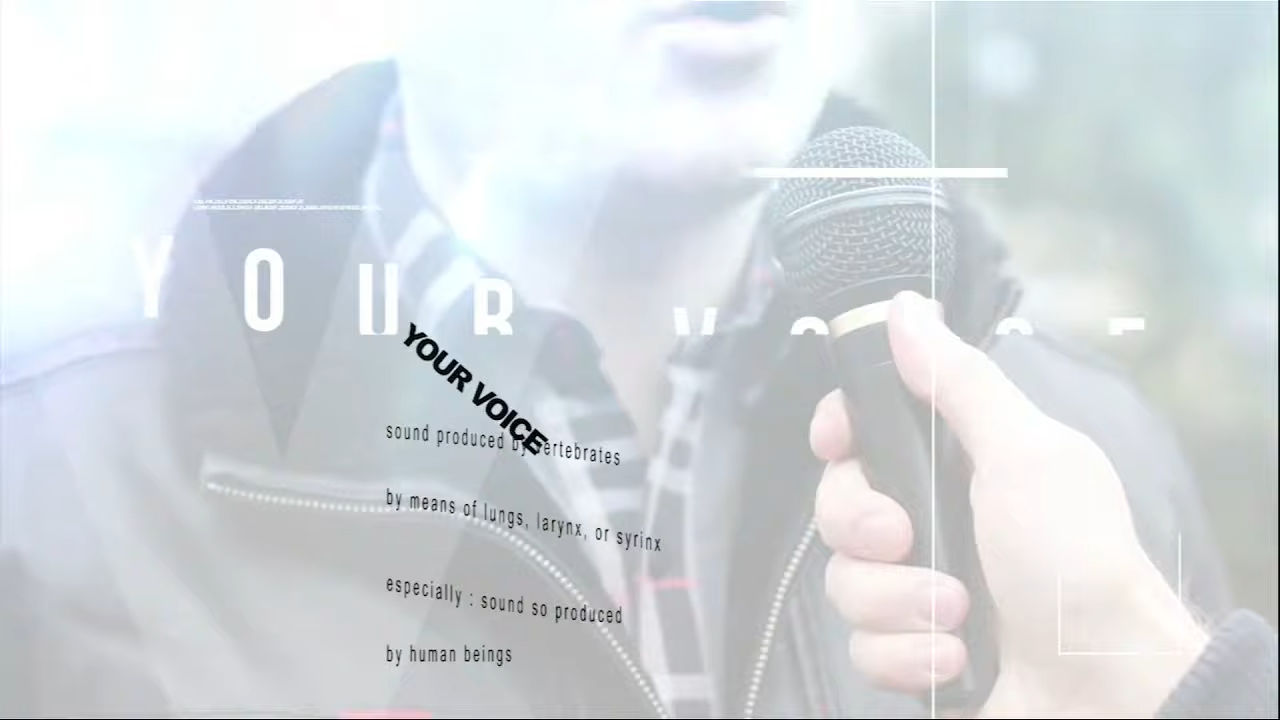 YOUR VOICE
YOUR VOICE
sound produced by vertebrates
by means of lungs, larynx, or syrinx
especially : sound so produced
by human beings